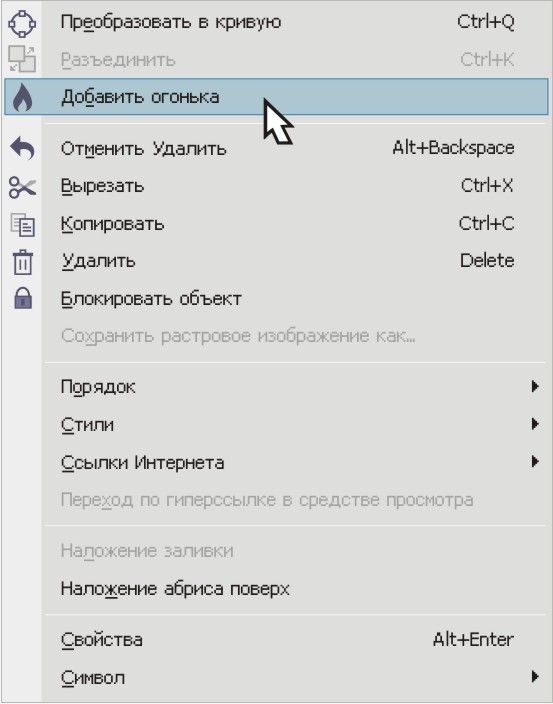 Преобразовать в кривую Ctrl+Q
Разъединить Ctrl+K
Добавить огонька
Отменить Удалить Alt+Backspace
Вырезать Ctrl+X
Копировать Ctrl+C
Удалить Delete
Блокировать объект
Сохранить растровое изображение как...
Порядок
Стили
Ссылки Интернета
Переход по гиперссылке в средстве просмотра
Наложение заливки
Наложение абриса поверх
Свойства Alt+Enter
Символ